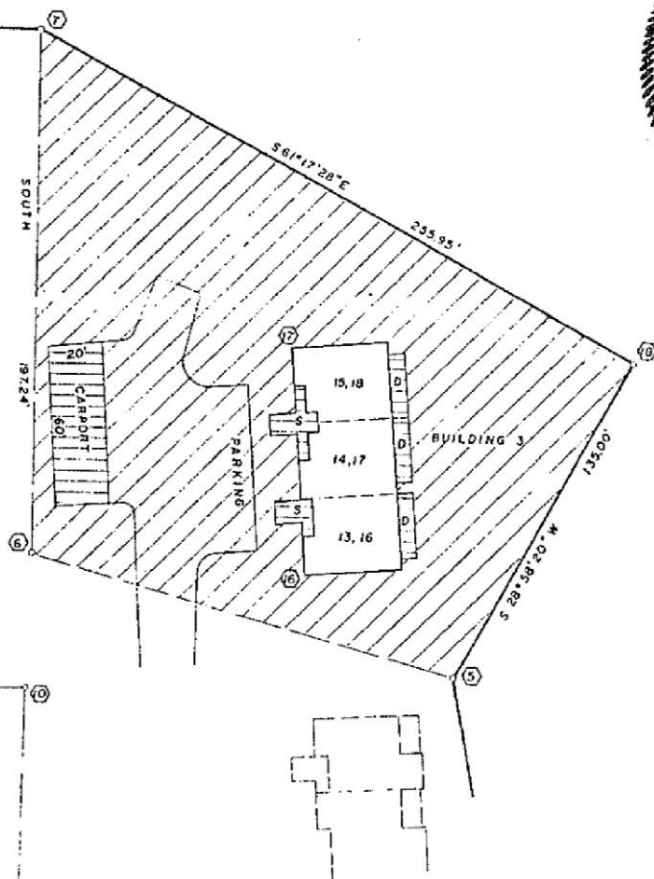 7
S 61°17'28" E
255.95'
SOUTH
197.24'
18
17
20'
CARPORT
60'
15, 18
D
S
PARKING
14, 17
D
BUILDING 3
135.00'
S 28°58'20" W
S
13, 16
D
6
16
5
10